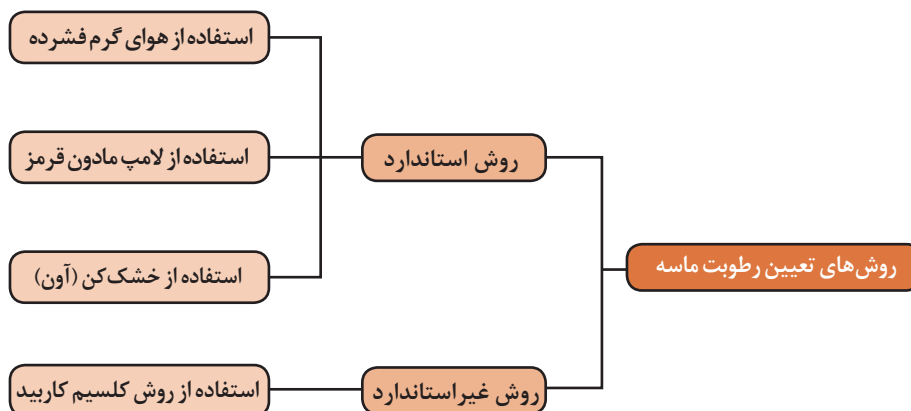 روش‌های تعیین رطوبت ماسه
روش استاندارد
استفاده از هوای گرم فشرده
استفاده از لامپ مادون قرمز
استفاده از خشک‌کن (آون)
روش غیراستاندارد
استفاده از روش کلسیم کاربید